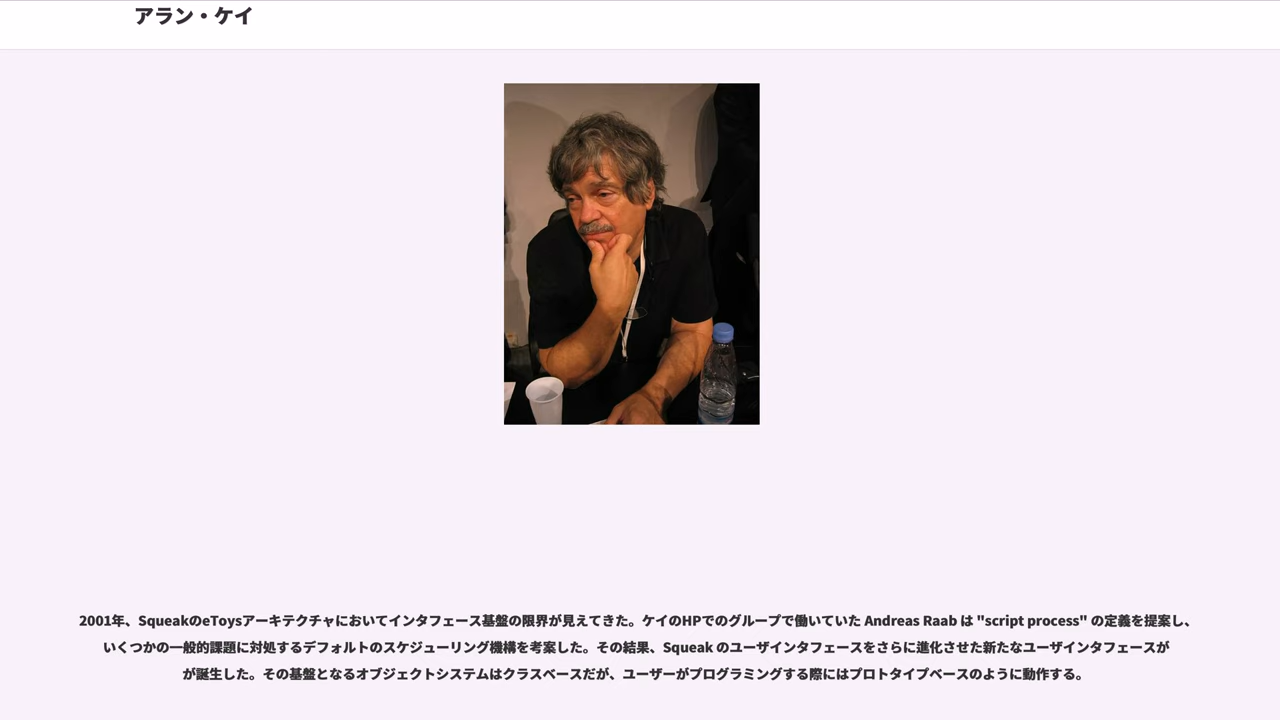 アラン・ケイ
2001年、SqueakのeToysアーキテクチャにおいてインタフェース基盤の限界が見えてきた。ケイのHPでのグループで働いていた Andreas Raab は "script process" の定義を提案し、
いくつかの一般的課題に対処するデフォルトのスケジューリング機構を考案した。その結果、Squeak のユーザインタフェースをさらに進化させた新たなユーザインタフェースが
が誕生した。その基盤となるオブジェクトシステムはクラスベースだが、ユーザーがプログラミングする際にはプロトタイプベースのように動作する。